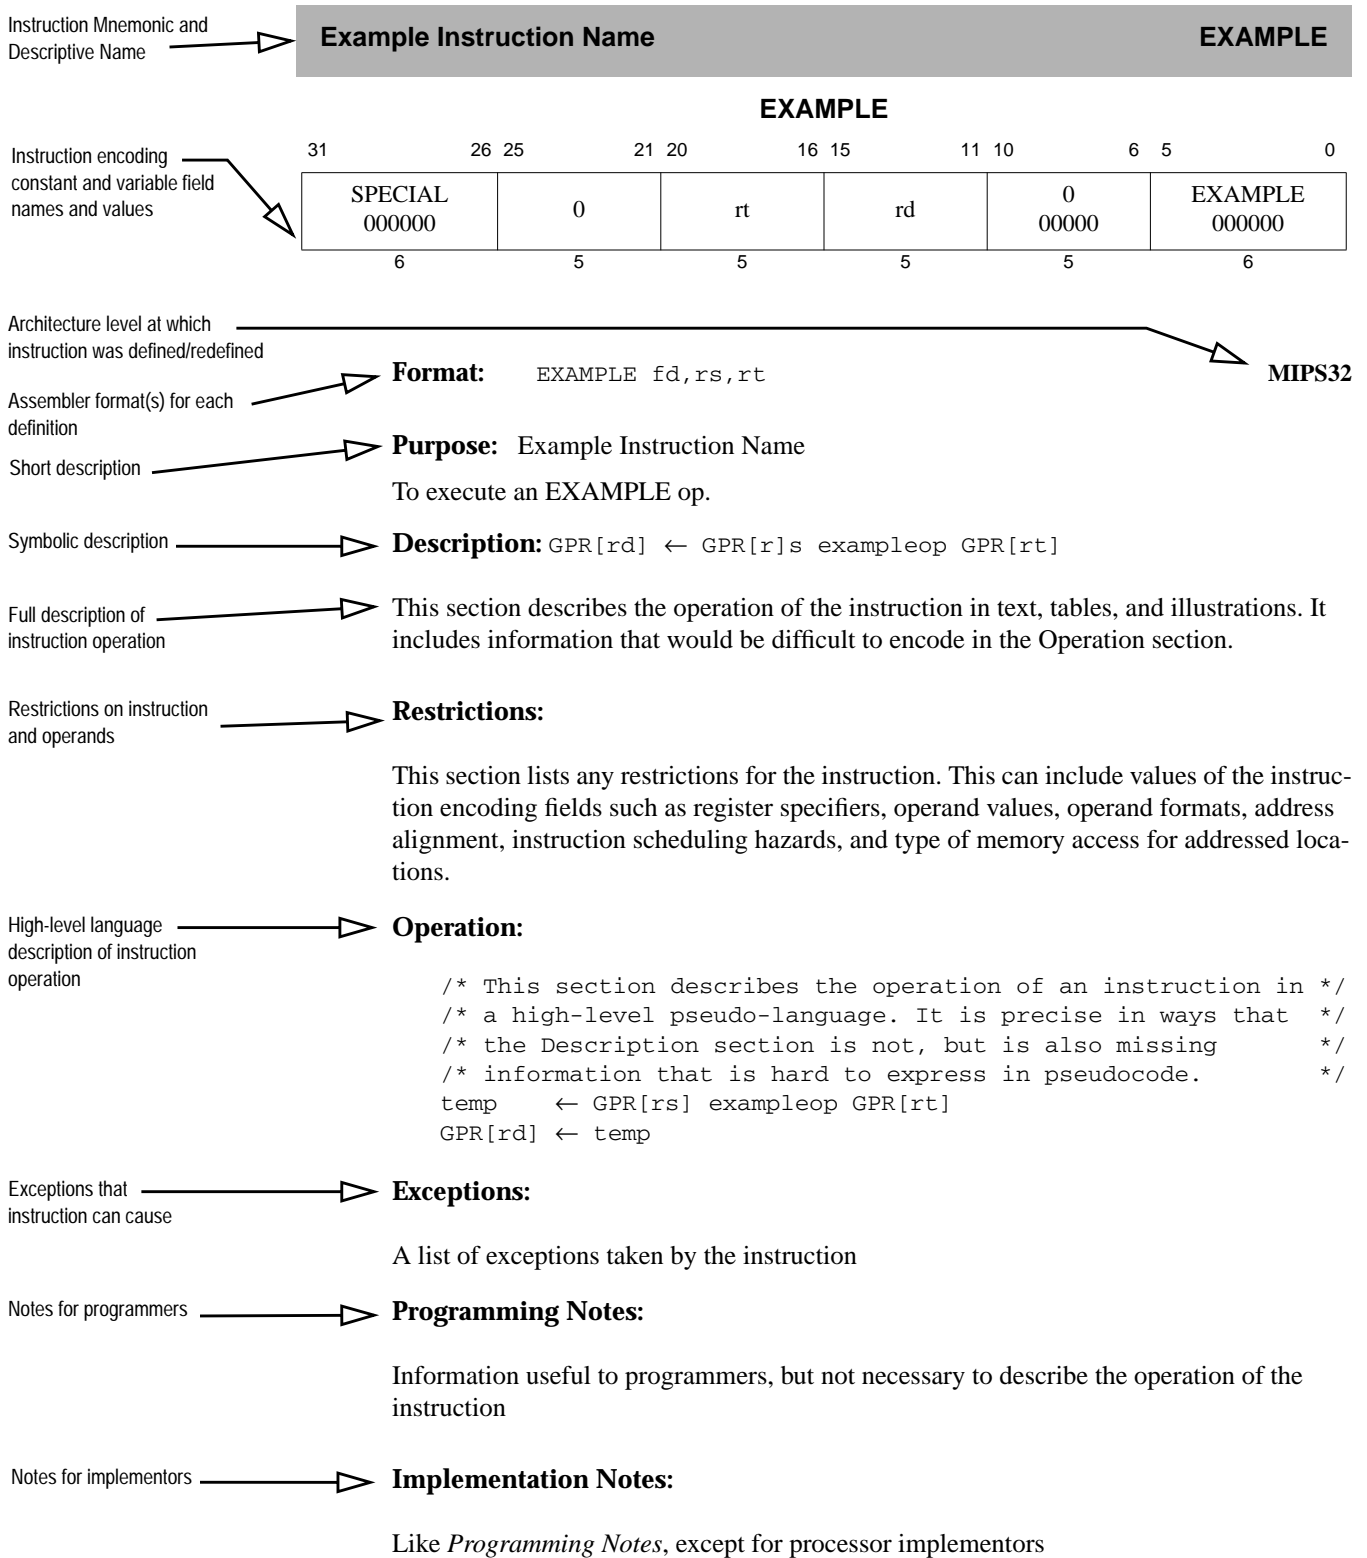 Instruction Mnemonic and
Descriptive Name
Example Instruction Name EXAMPLE
EXAMPLE
31 26 25 21 20 16 15 11 10 6 5 0
Instruction encoding
constant and variable field
names and values
SPECIAL
000000
0
rt
rd
0
00000
EXAMPLE
000000
6 5 5 5 5 6
Architecture level at which
instruction was defined/redefined
Format: EXAMPLE fd,rs,rt MIPS32
Assembler format(s) for each
definition
Purpose: Example Instruction Name
Short description
To execute an EXAMPLE op.
Symbolic description
Description: GPR[rd] ← GPR[r]s exampleop GPR[rt]
Full description of
instruction operation
This section describes the operation of the instruction in text, tables, and illustrations. It
includes information that would be difficult to encode in the Operation section.
Restrictions on instruction
and operands
Restrictions:
This section lists any restrictions for the instruction. This can include values of the instruc-
tion encoding fields such as register specifiers, operand values, operand formats, address
alignment, instruction scheduling hazards, and type of memory access for addressed loca-
tions.
High-level language
description of instruction
operation
Operation:
/* This section describes the operation of an instruction in */
/* a high-level pseudo-language. It is precise in ways that */
/* the Description section is not, but is also missing */
/* information that is hard to express in pseudocode. */
temp ← GPR[rs] exampleop GPR[rt]
GPR[rd] ← temp
Exceptions that
instruction can cause
Exceptions:
A list of exceptions taken by the instruction
Notes for programmers
Programming Notes:
Information useful to programmers, but not necessary to describe the operation of the
instruction
Notes for implementors
Implementation Notes:
Like Programming Notes, except for processor implementors